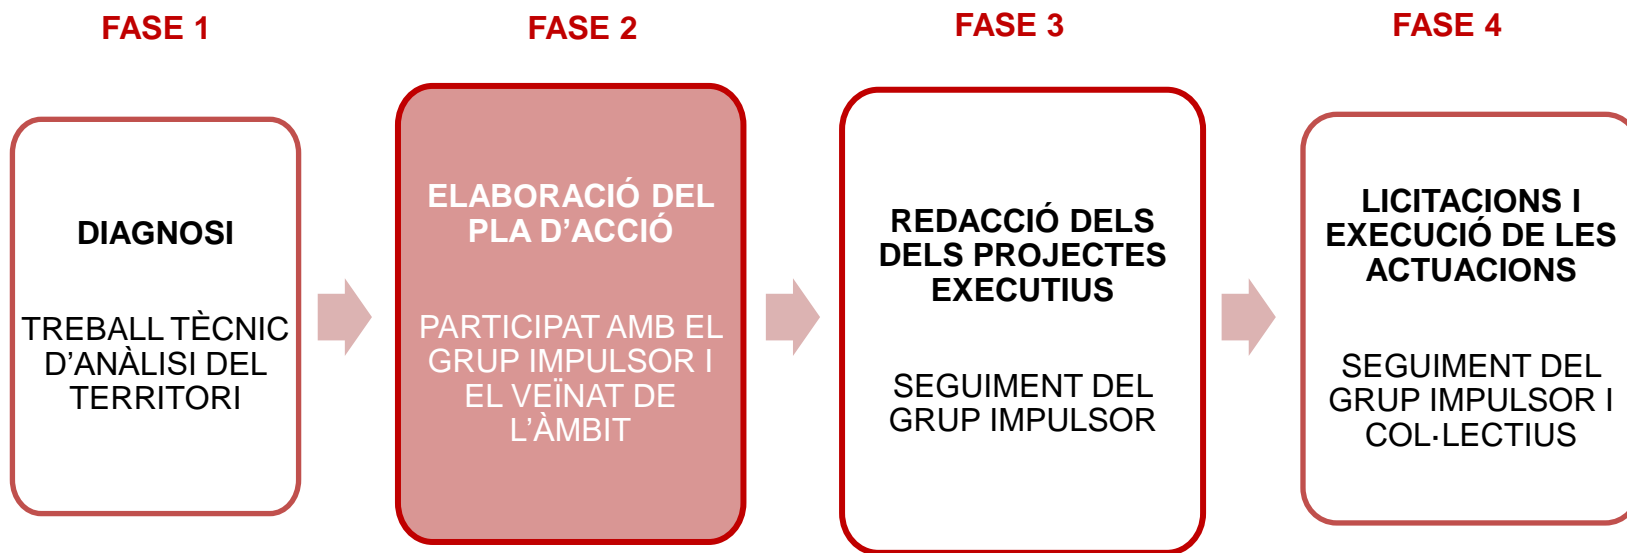 FASE 1
DIAGNOSI
TREBALL TÈCNIC
D’ANÀLISI DEL
TERRITORI
FASE 2
ELABORACIÓ DEL
PLA D’ACCIÓ
PARTICIPAT AMB EL
GRUP IMPULSOR I
EL VEÏNAT DE
L’ÀMBIT
FASE 3
REDACCIÓ DELS
DELS PROJECTES
EXECUTIUS
SEGUIMENT DEL
GRUP IMPULSOR
FASE 4
LICITACIONS I
EXECUCIÓ DE LES
ACTUACIONS
SEGUIMENT DEL
GRUP IMPULSOR I
COL·LECTIUS